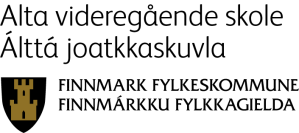 Alta videregående skole
Álttá joatkkaskuvla
FINNMARK FYLKESKOMMUNE
FINNMÁRKKU FYLKKAGIELDA